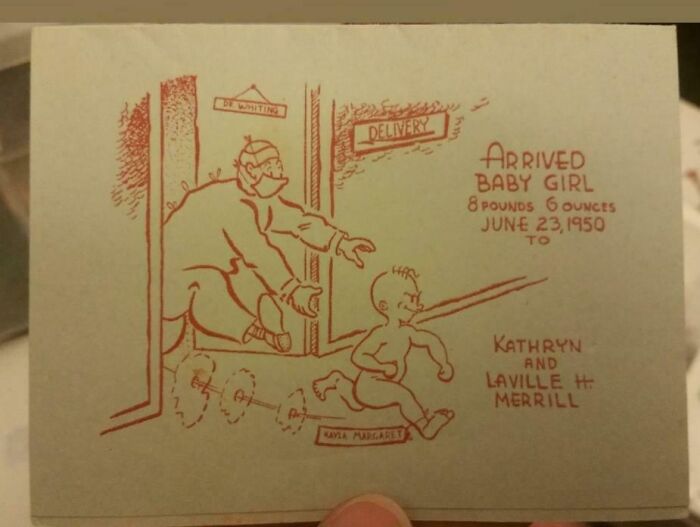 DR. WHITING
DELIVERY
ARRIVED
BABY GIRL
8 POUNDS 6 OUNCES
JUNE 23, 1950
TO
KATHRYN
AND
LAVILLE H.
MERRILL
KAYLA MARGARET